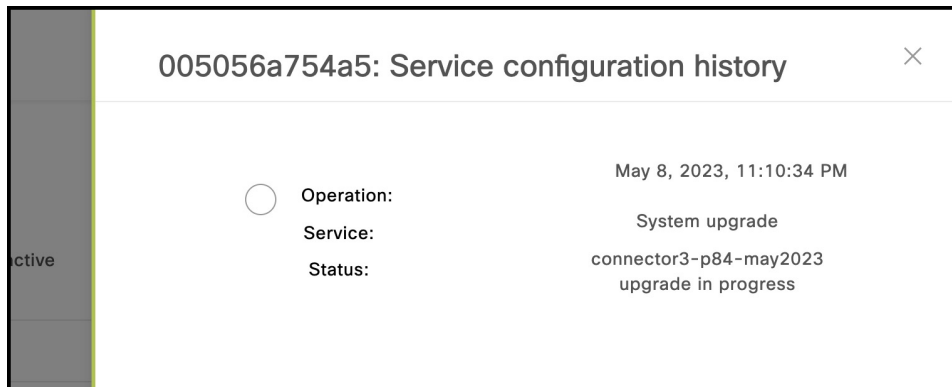 005056a754a5: Service configuration history
May 8, 2023, 11:10:34 PM
Operation:
System upgrade
Service:
connector3-p84-may2023
Status:
upgrade in progress
ctive